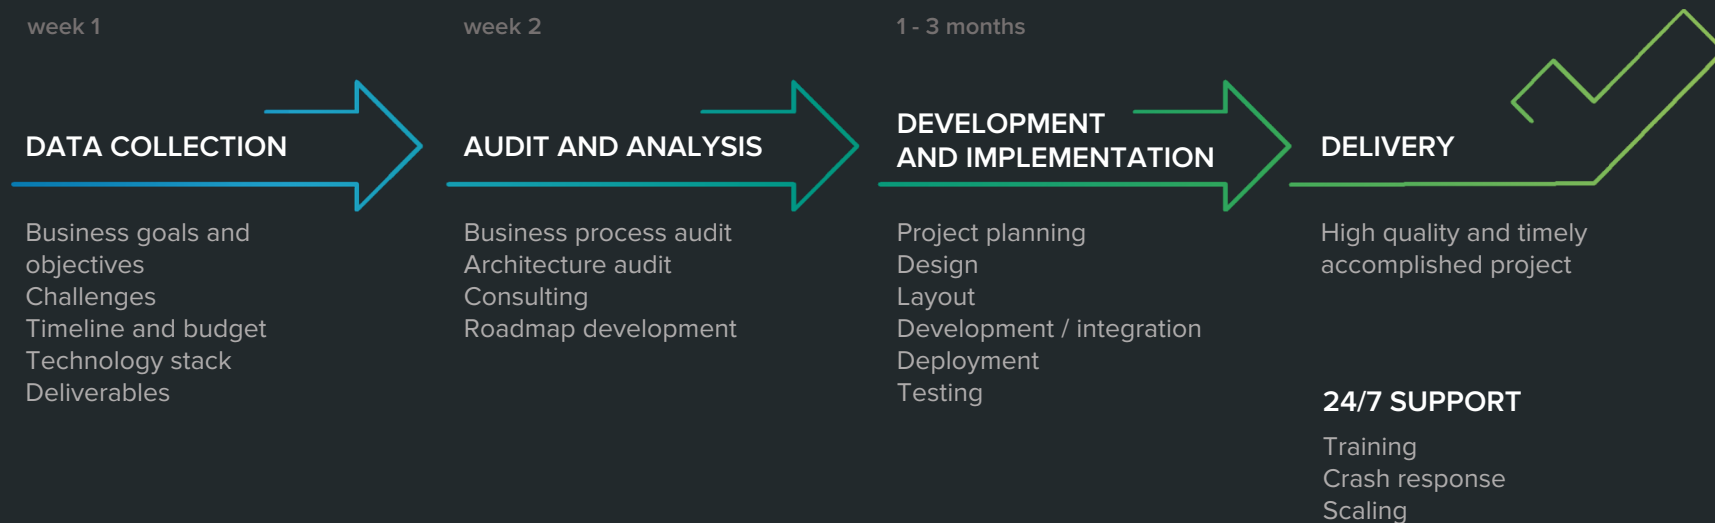 week 1
DATA COLLECTION
Business goals and
objectives
Challenges
Timeline and budget
Technology stack
Deliverables
week 2
AUDIT AND ANALYSIS
Business process audit
Architecture audit
Consulting
Roadmap development
1 - 3 months
DEVELOPMENT
AND IMPLEMENTATION
Project planning
Design
Layout
Development / integration
Deployment
Testing
DELIVERY
High quality and timely
accomplished project
24/7 SUPPORT
Training
Crash response
Scaling